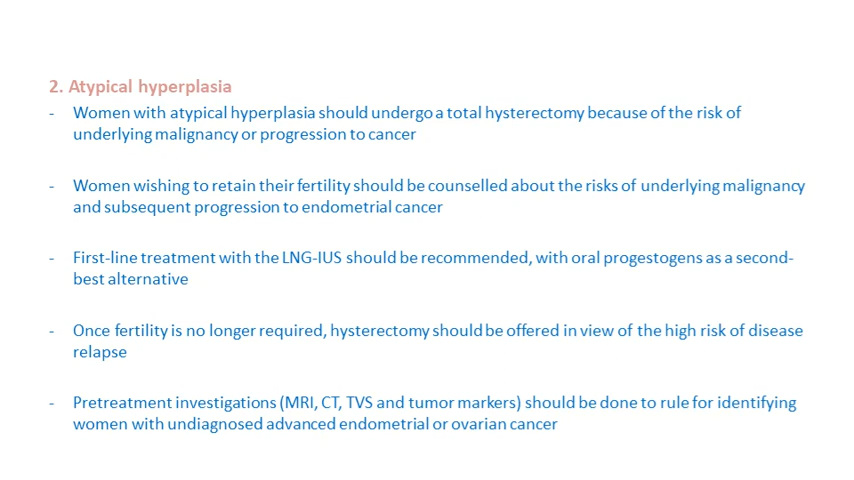 2. Atypical hyperplasia
- Women with atypical hyperplasia should undergo a total hysterectomy because of the risk of
underlying malignancy or progression to cancer
- Women wishing to retain their fertility should be counselled about the risks of underlying malignancy
and subsequent progression to endometrial cancer
- First-line treatment with the LNG-IUS should be recommended, with oral progestogens as a second-
best alternative
- Once fertility is no longer required, hysterectomy should be offered in view of the high risk of disease
relapse
- Pretreatment investigations (MRI, CT, TVS and tumor markers) should be done to rule for identifying
women with undiagnosed advanced endometrial or ovarian cancer